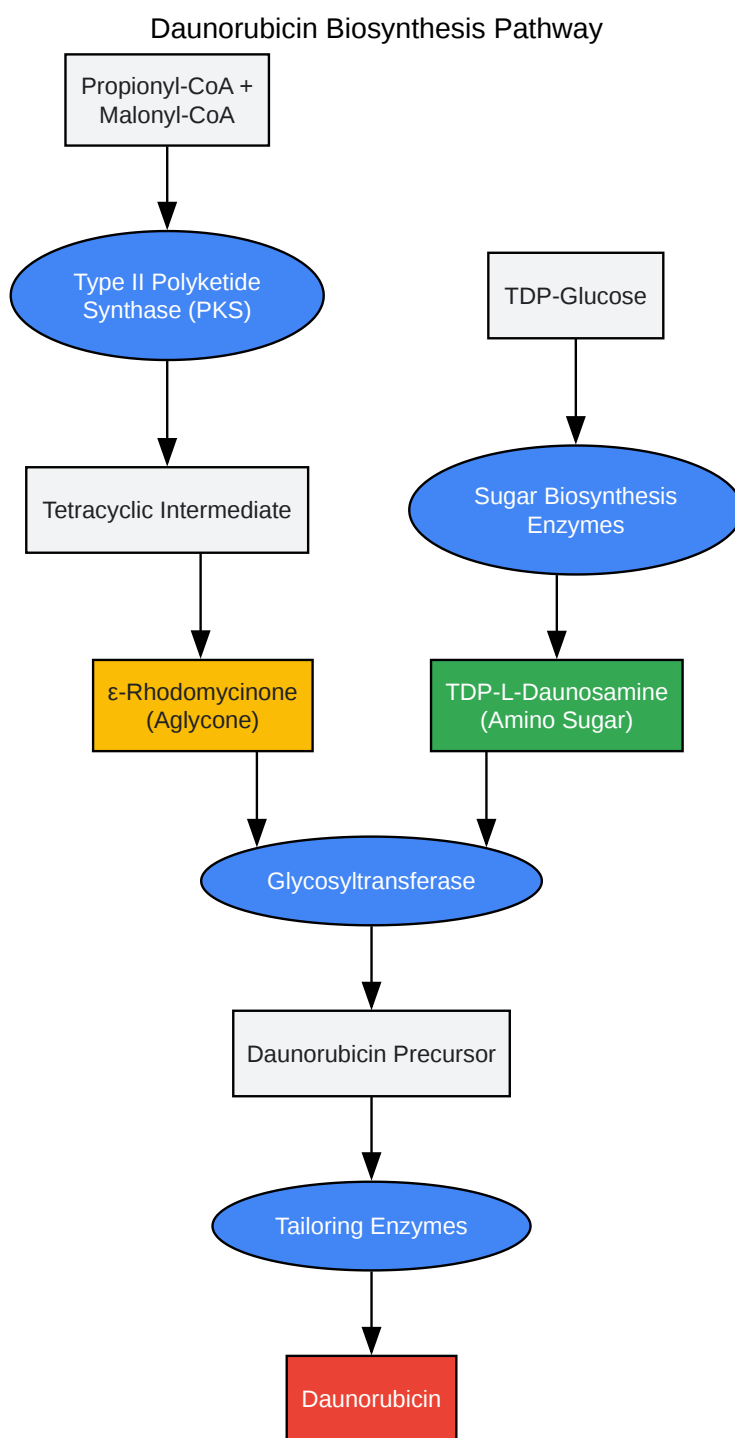 Daunorubicin Biosynthesis Pathway
Propionyl-CoA +
Malonyl-CoA
Type II Polyketide
Synthase (PKS)
TDP-Glucose
Tetracyclic Intermediate
Sugar Biosynthesis
Enzymes
ε-Rhodomycinone
(Aglycone)
TDP-L-Daunosamine
(Amino Sugar)
Glycosyltransferase
Daunorubicin Precursor
Tailoring Enzymes
Daunorubicin